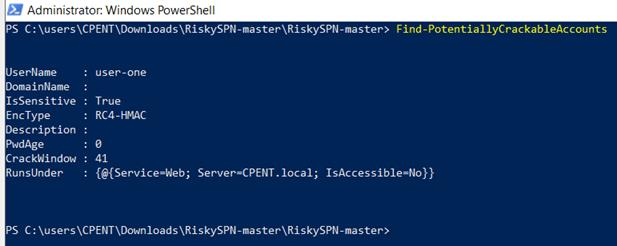 Administrator: Windows PowerShell
PS C:\users\CPENT\Downloads\RiskySPN-master\RiskySPN-master> Find-PotentiallyCrackableAccounts
UserName    : user-one
DomainName  :
IsSensitive : True
EncType     : RC4-HMAC
Description :
PwdAge      : 0
CrackWindow : 41
RunsUnder   : {@{Service=Web; Server=CPENT.local; IsAccessible=No}}
PS C:\users\CPENT\Downloads\RiskySPN-master\RiskySPN-master>